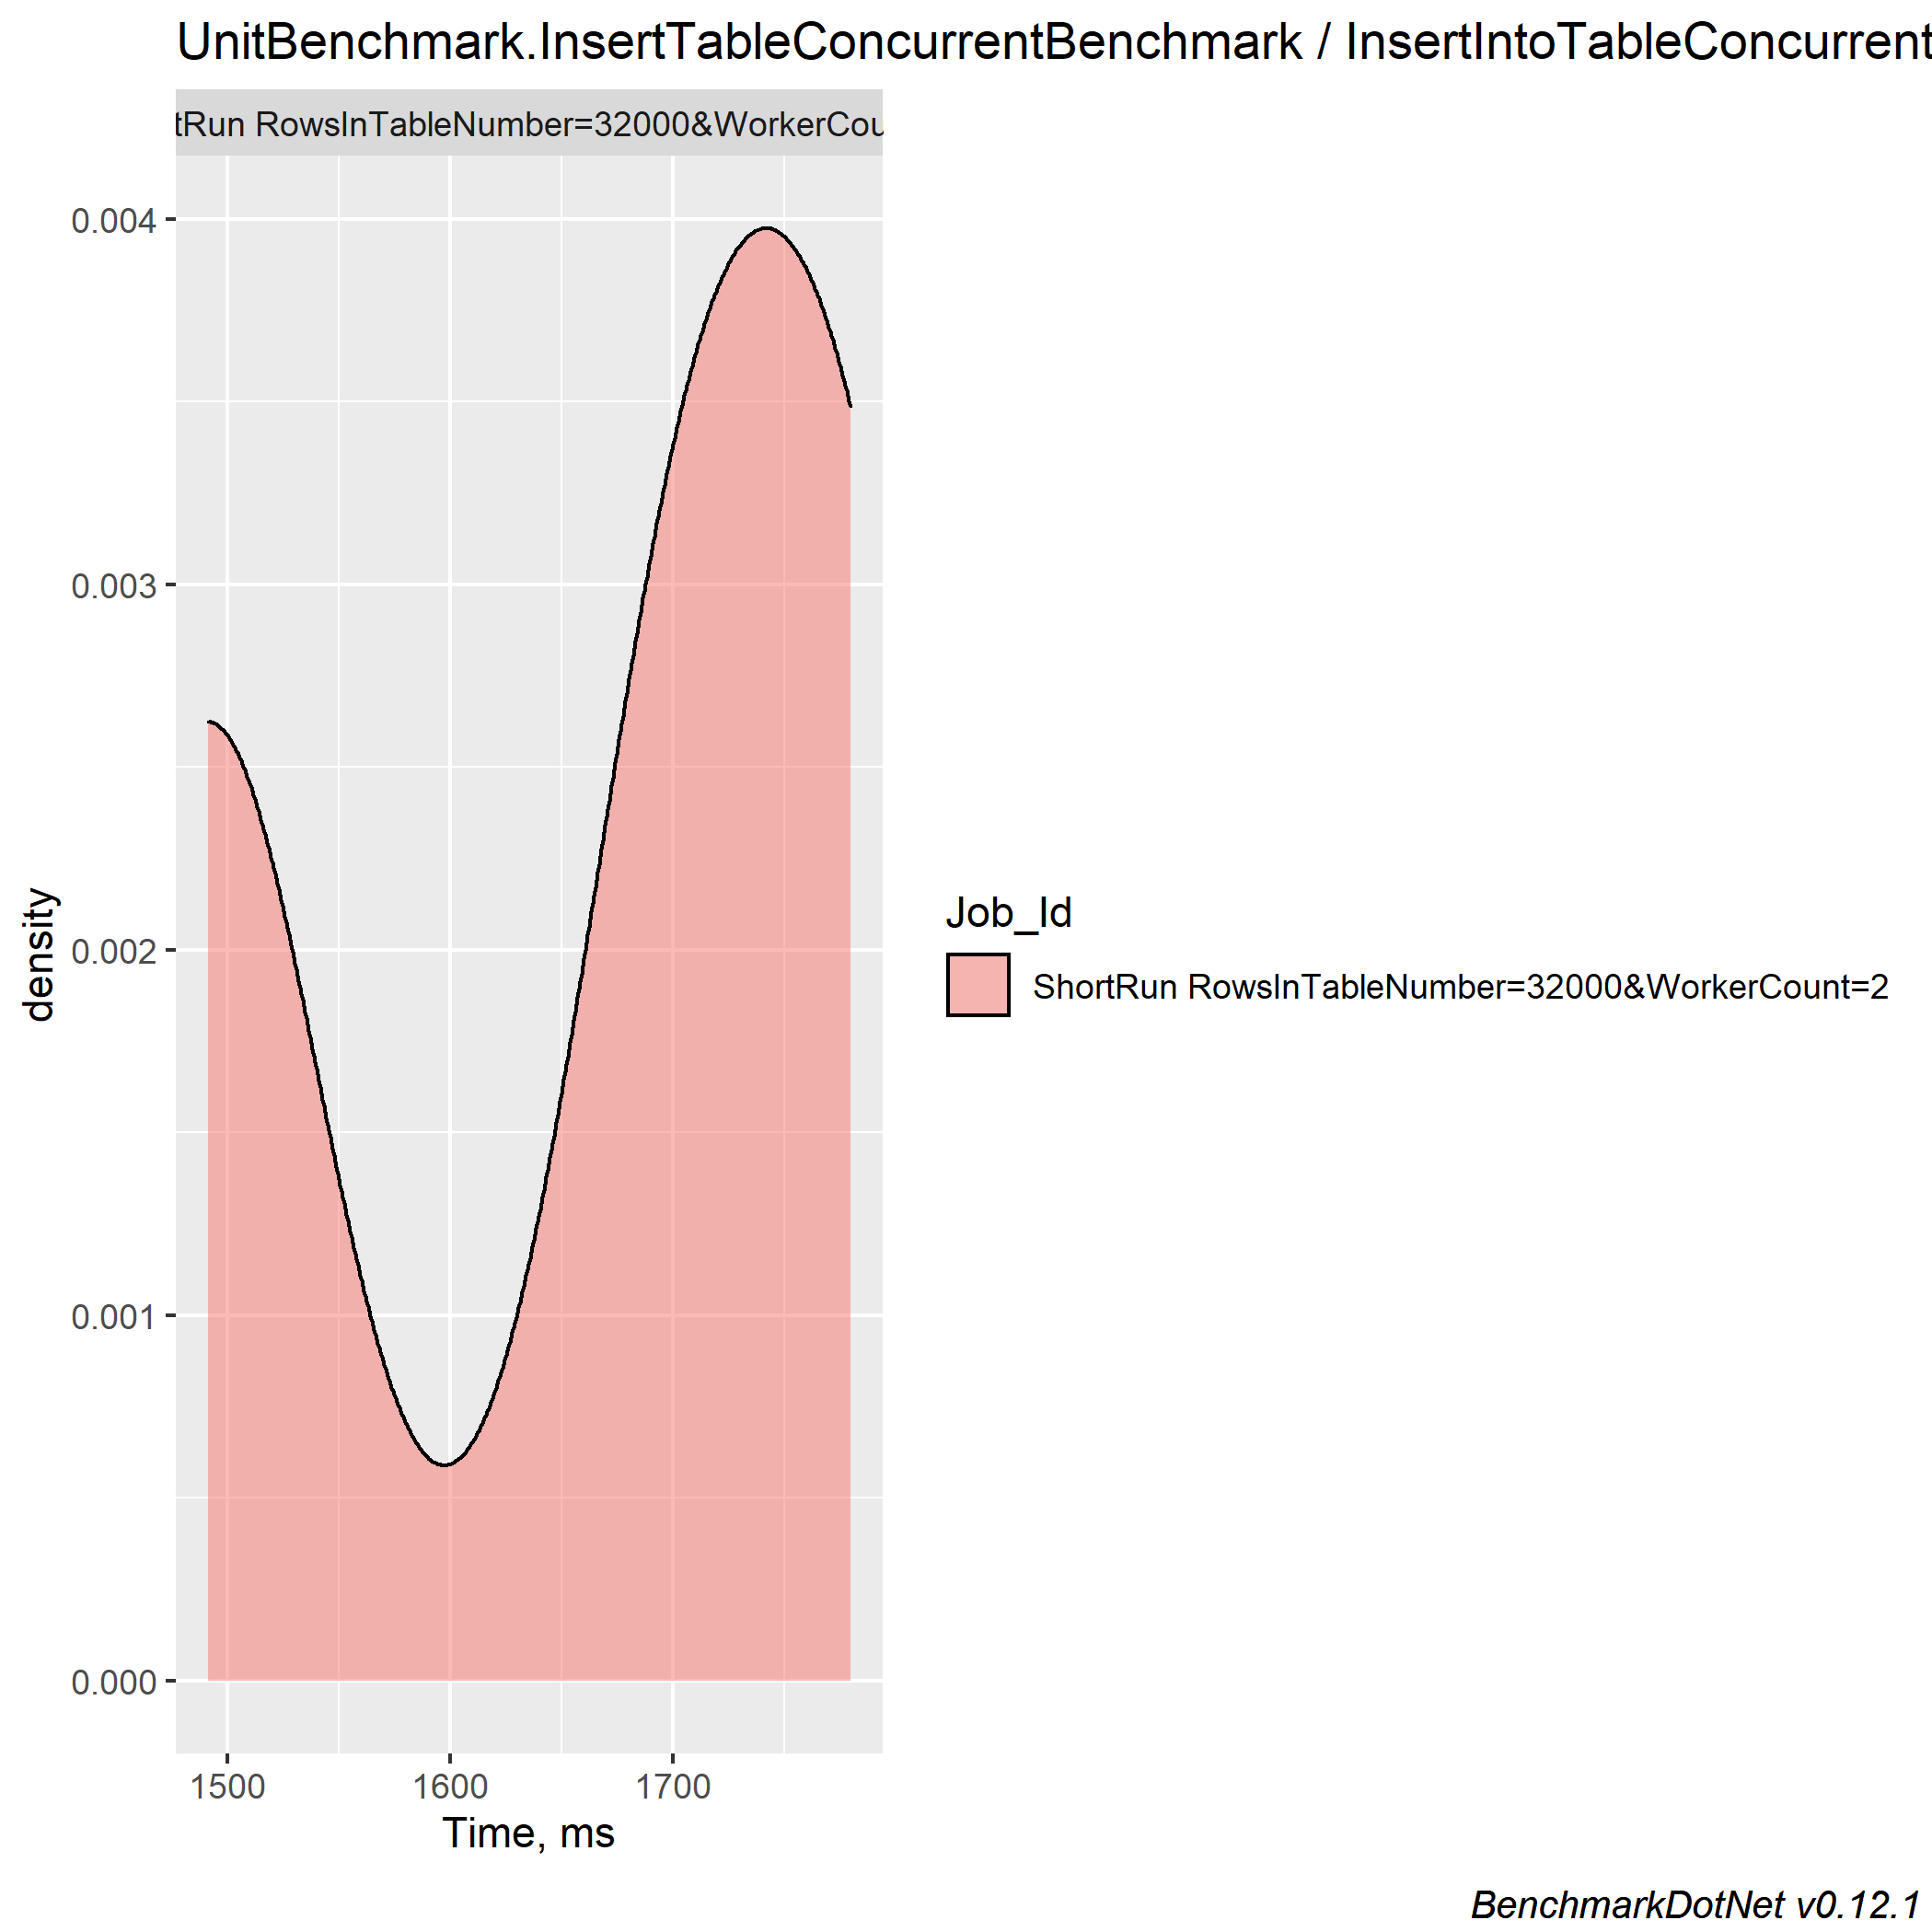 UnitBenchmark.InsertTableConcurrentBenchmark / InsertIntoTableConcurrent
tRun RowsInTableNumber=32000&WorkerCou
0.004
0.003
0.002
0.001
0.000
density
1500 1600 1700
Time, ms
Job_Id
ShortRun RowsInTableNumber=32000&WorkerCount=2
BenchmarkDotNet v0.12.1